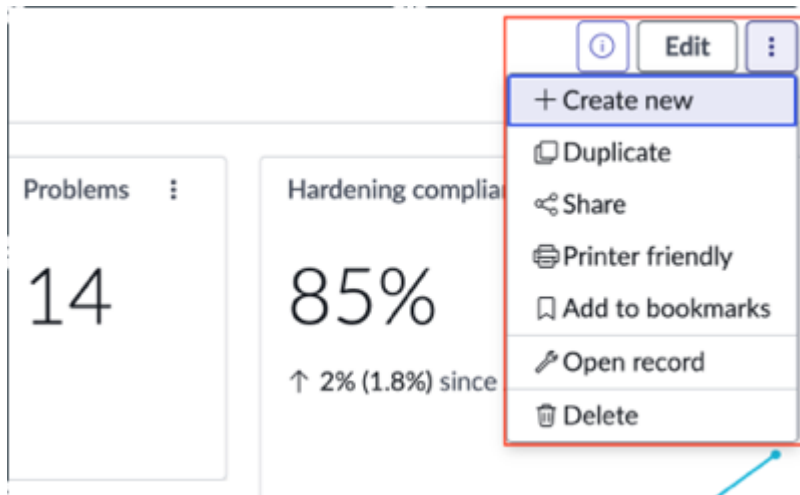 Edit
+ Create new
Duplicate
Share
Printer friendly
Add to bookmarks
Open record
Delete
Problems
14
Hardening
85%
↑ 2% (1.8%) since